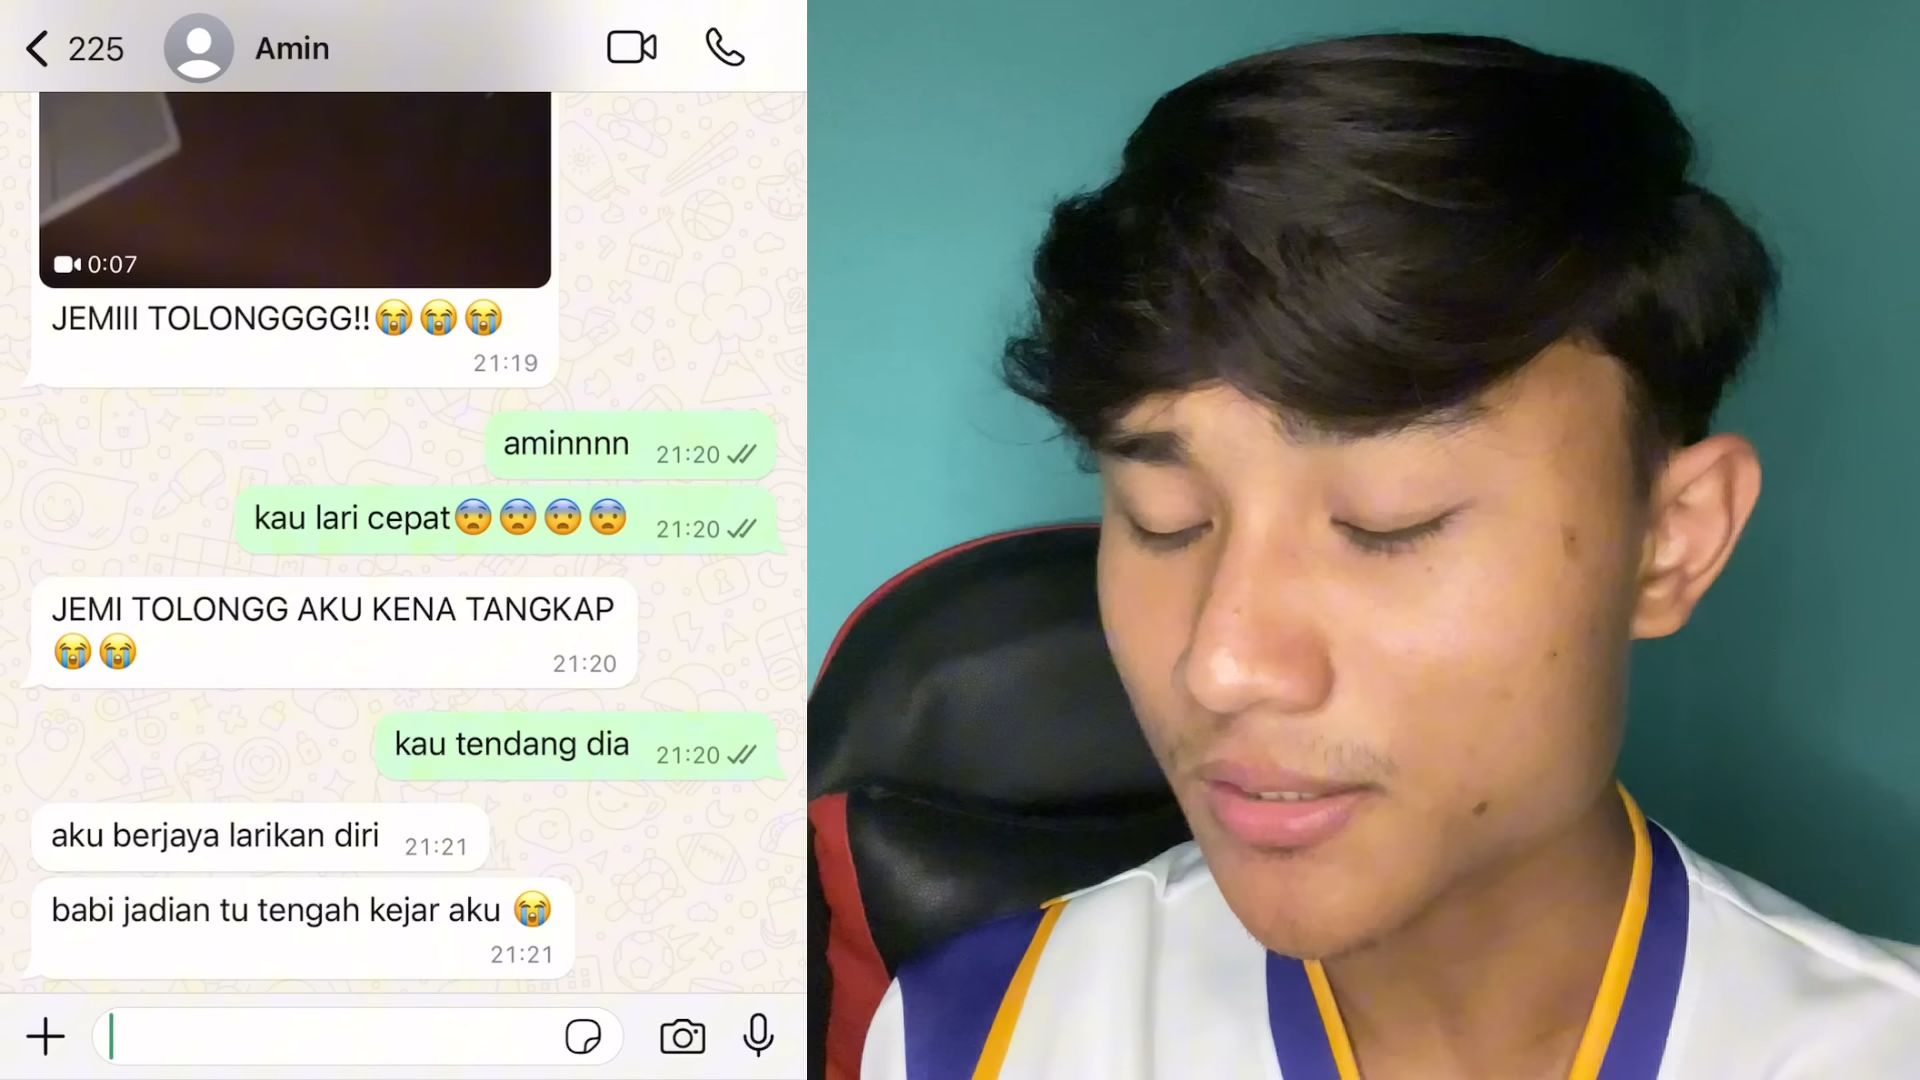 225 Amin
0:07
JEMIII TOLONGGGG!!😭😭😭
21:19
aminnnn 21:20
kau lari cepat😨😨😨😨 21:20
JEMI TOLONGG AKU KENA TANGKAP
😭😭
21:20
kau tendang dia 21:20
aku berjaya larikan diri 21:21
babi jadian tu tengah kejar aku 😭
21:21